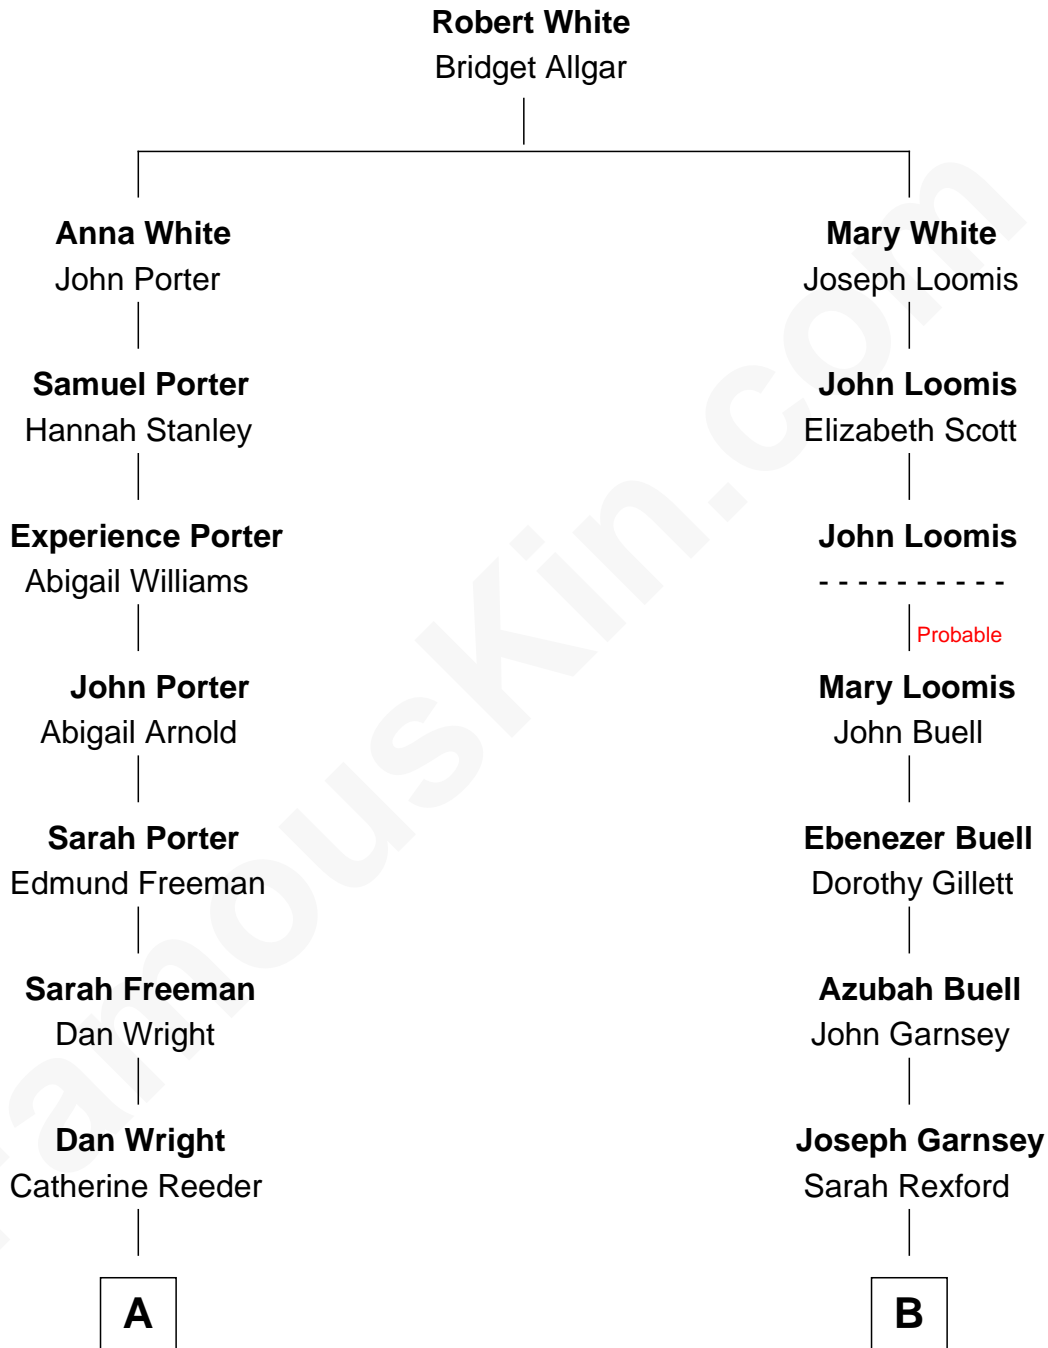 Robert White
Bridget Allgar
Anna White
John Porter
Samuel Porter
Hannah Stanley
Experience Porter
Abigail Williams
John Porter
Abigail Arnold
Sarah Porter
Edmund Freeman
Sarah Freeman
Dan Wright
Dan Wright
Catherine Reeder
A
Mary White
Joseph Loomis
John Loomis
Elizabeth Scott
John Loomis
- - - - - - - - - -
Probable
Mary Loomis
John Buell
Ebenezer Buell
Dorothy Gillett
Azubah Buell
John Garnsey
Joseph Garnsey
Sarah Rexford
B
FamousKin.com